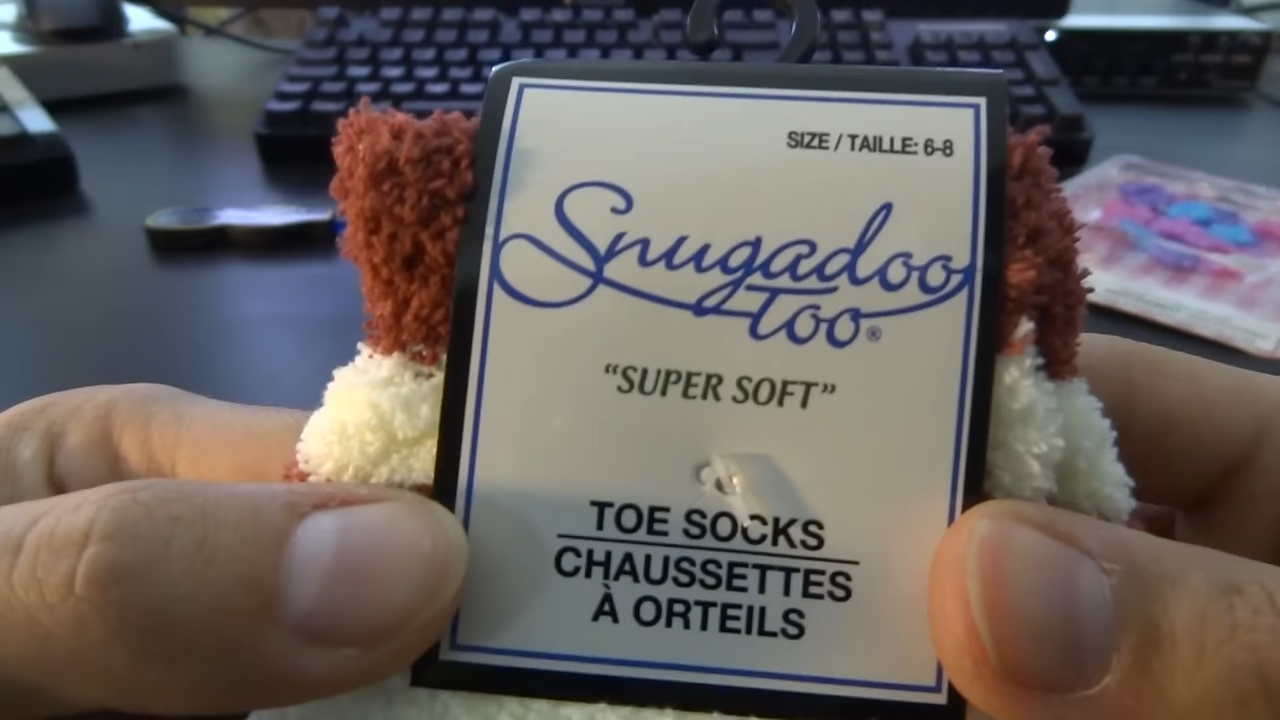 SIZE / TAILLE: 6-8
Snugadoo
Too®
“SUPER SOFT”
TOE SOCKS
CHAUSSETTES
À ORTEILS